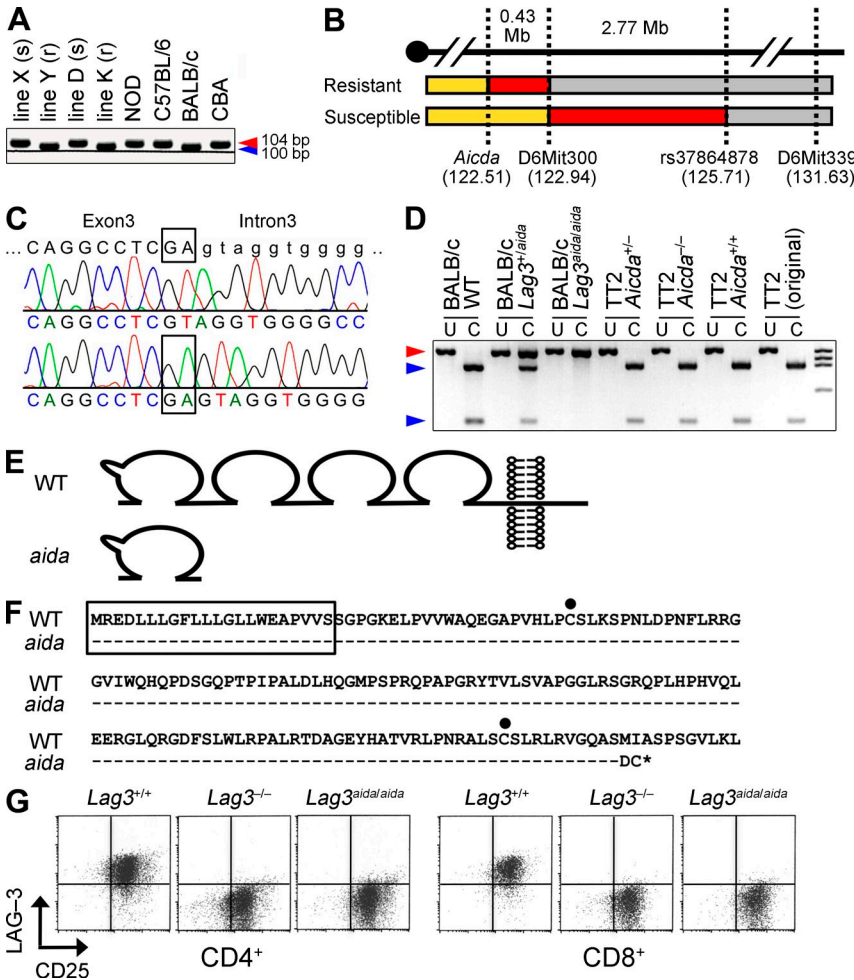 A
line X (s)
line Y (r)
line D (s)
line K (r)
NOD
C57BL/6
BALB/c
CBA
104 bp
100 bp
B
0.43 Mb
2.77 Mb
Resistant
Susceptible
Aicda (122.51)
D6Mit300 (122.94)
rs37864878 (125.71)
D6Mit339 (131.63)
C
Exon3 Intron3
... C A G G C C T C G A g t a g g t g g g g ..
C A G G C C T C G T A G G T G G G G C C
C A G G C C T C G A G T A G G T G G G G
D
BALB/c WT
BALB/c Lag3+/aida
BALB/c Lag3aida/aida
TT2 Aicda+/–
TT2 Aicda–/–
TT2 Aicda+/+
TT2 (original)
U C U C U C U C U C U C U C
E
WT
aida
F
WT MREDLLLGFLLLGLLWEAPVVSSGPGKELPVVWAQEGAPVHLPCSLKSPNLDPNFLRRG
aida ------------------------------------------------------------
WT GVIWQHQPDSGQPTPIPALDLHQGMPSPRQPAPGRYTVLSVAPGGLRSGRQPLHPHVQL
aida ------------------------------------------------------------
WT EERGLQRGDFSLWLRPALRTDAGEYHATVRLPNRALSCSLRLRVGQASMIASPSGVLKL
aida ------------------------------------------------DC*
G
Lag3+/+ Lag3–/– Lag3aida/aida Lag3+/+ Lag3–/– Lag3aida/aida
LAG–3
CD25
CD4+
CD8+